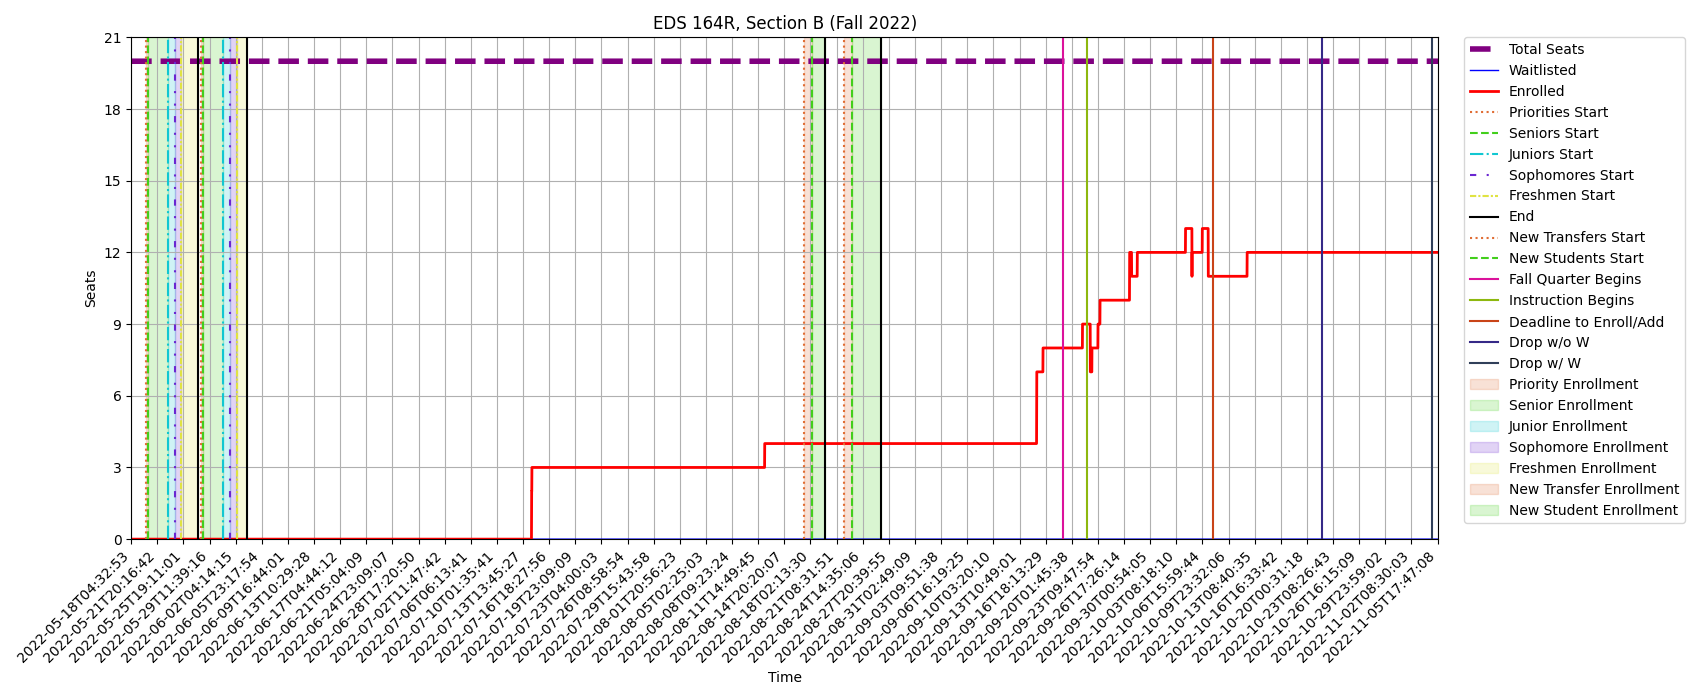 EDS 164R, Section B (Fall 2022)
21
18
15
12
9
6
3
0
Seats
2022-05-18T04:32:53
2022-05-21T20:16:42
2022-05-25T19:11:01
2022-05-29T11:39:16
2022-06-02T04:14:15
2022-06-05T23:17:54
2022-06-09T16:44:01
2022-06-13T10:29:28
2022-06-17T04:44:12
2022-06-21T05:04:09
2022-06-24T23:09:07
2022-06-28T17:20:50
2022-07-02T11:47:42
2022-07-06T06:13:41
2022-07-10T01:35:41
2022-07-13T13:45:27
2022-07-16T18:27:56
2022-07-19T23:09:09
2022-07-23T04:00:03
2022-07-26T08:58:54
2022-07-29T15:43:58
2022-08-01T20:56:23
2022-08-05T02:25:03
2022-08-08T09:23:24
2022-08-11T14:49:45
2022-08-14T20:20:07
2022-08-18T02:13:30
2022-08-21T08:31:51
2022-08-24T14:35:06
2022-08-27T20:39:55
2022-08-31T02:49:09
2022-09-03T09:51:38
2022-09-06T16:19:25
2022-09-10T03:20:10
2022-09-13T10:49:01
2022-09-16T18:13:29
2022-09-20T01:45:38
2022-09-23T09:47:54
2022-09-26T17:26:14
2022-09-30T00:54:05
2022-10-03T08:18:10
2022-10-06T15:59:44
2022-10-09T23:32:06
2022-10-13T08:40:35
2022-10-16T16:33:42
2022-10-20T00:31:18
2022-10-23T08:26:43
2022-10-26T16:15:09
2022-10-29T23:59:02
2022-11-02T08:30:03
2022-11-05T17:47:08
Time
Total Seats
Waitlisted
Enrolled
Priorities Start
Seniors Start
Juniors Start
Sophomores Start
Freshmen Start
End
New Transfers Start
New Students Start
Fall Quarter Begins
Instruction Begins
Deadline to Enroll/Add
Drop w/o W
Drop w/ W
Priority Enrollment
Senior Enrollment
Junior Enrollment
Sophomore Enrollment
Freshmen Enrollment
New Transfer Enrollment
New Student Enrollment